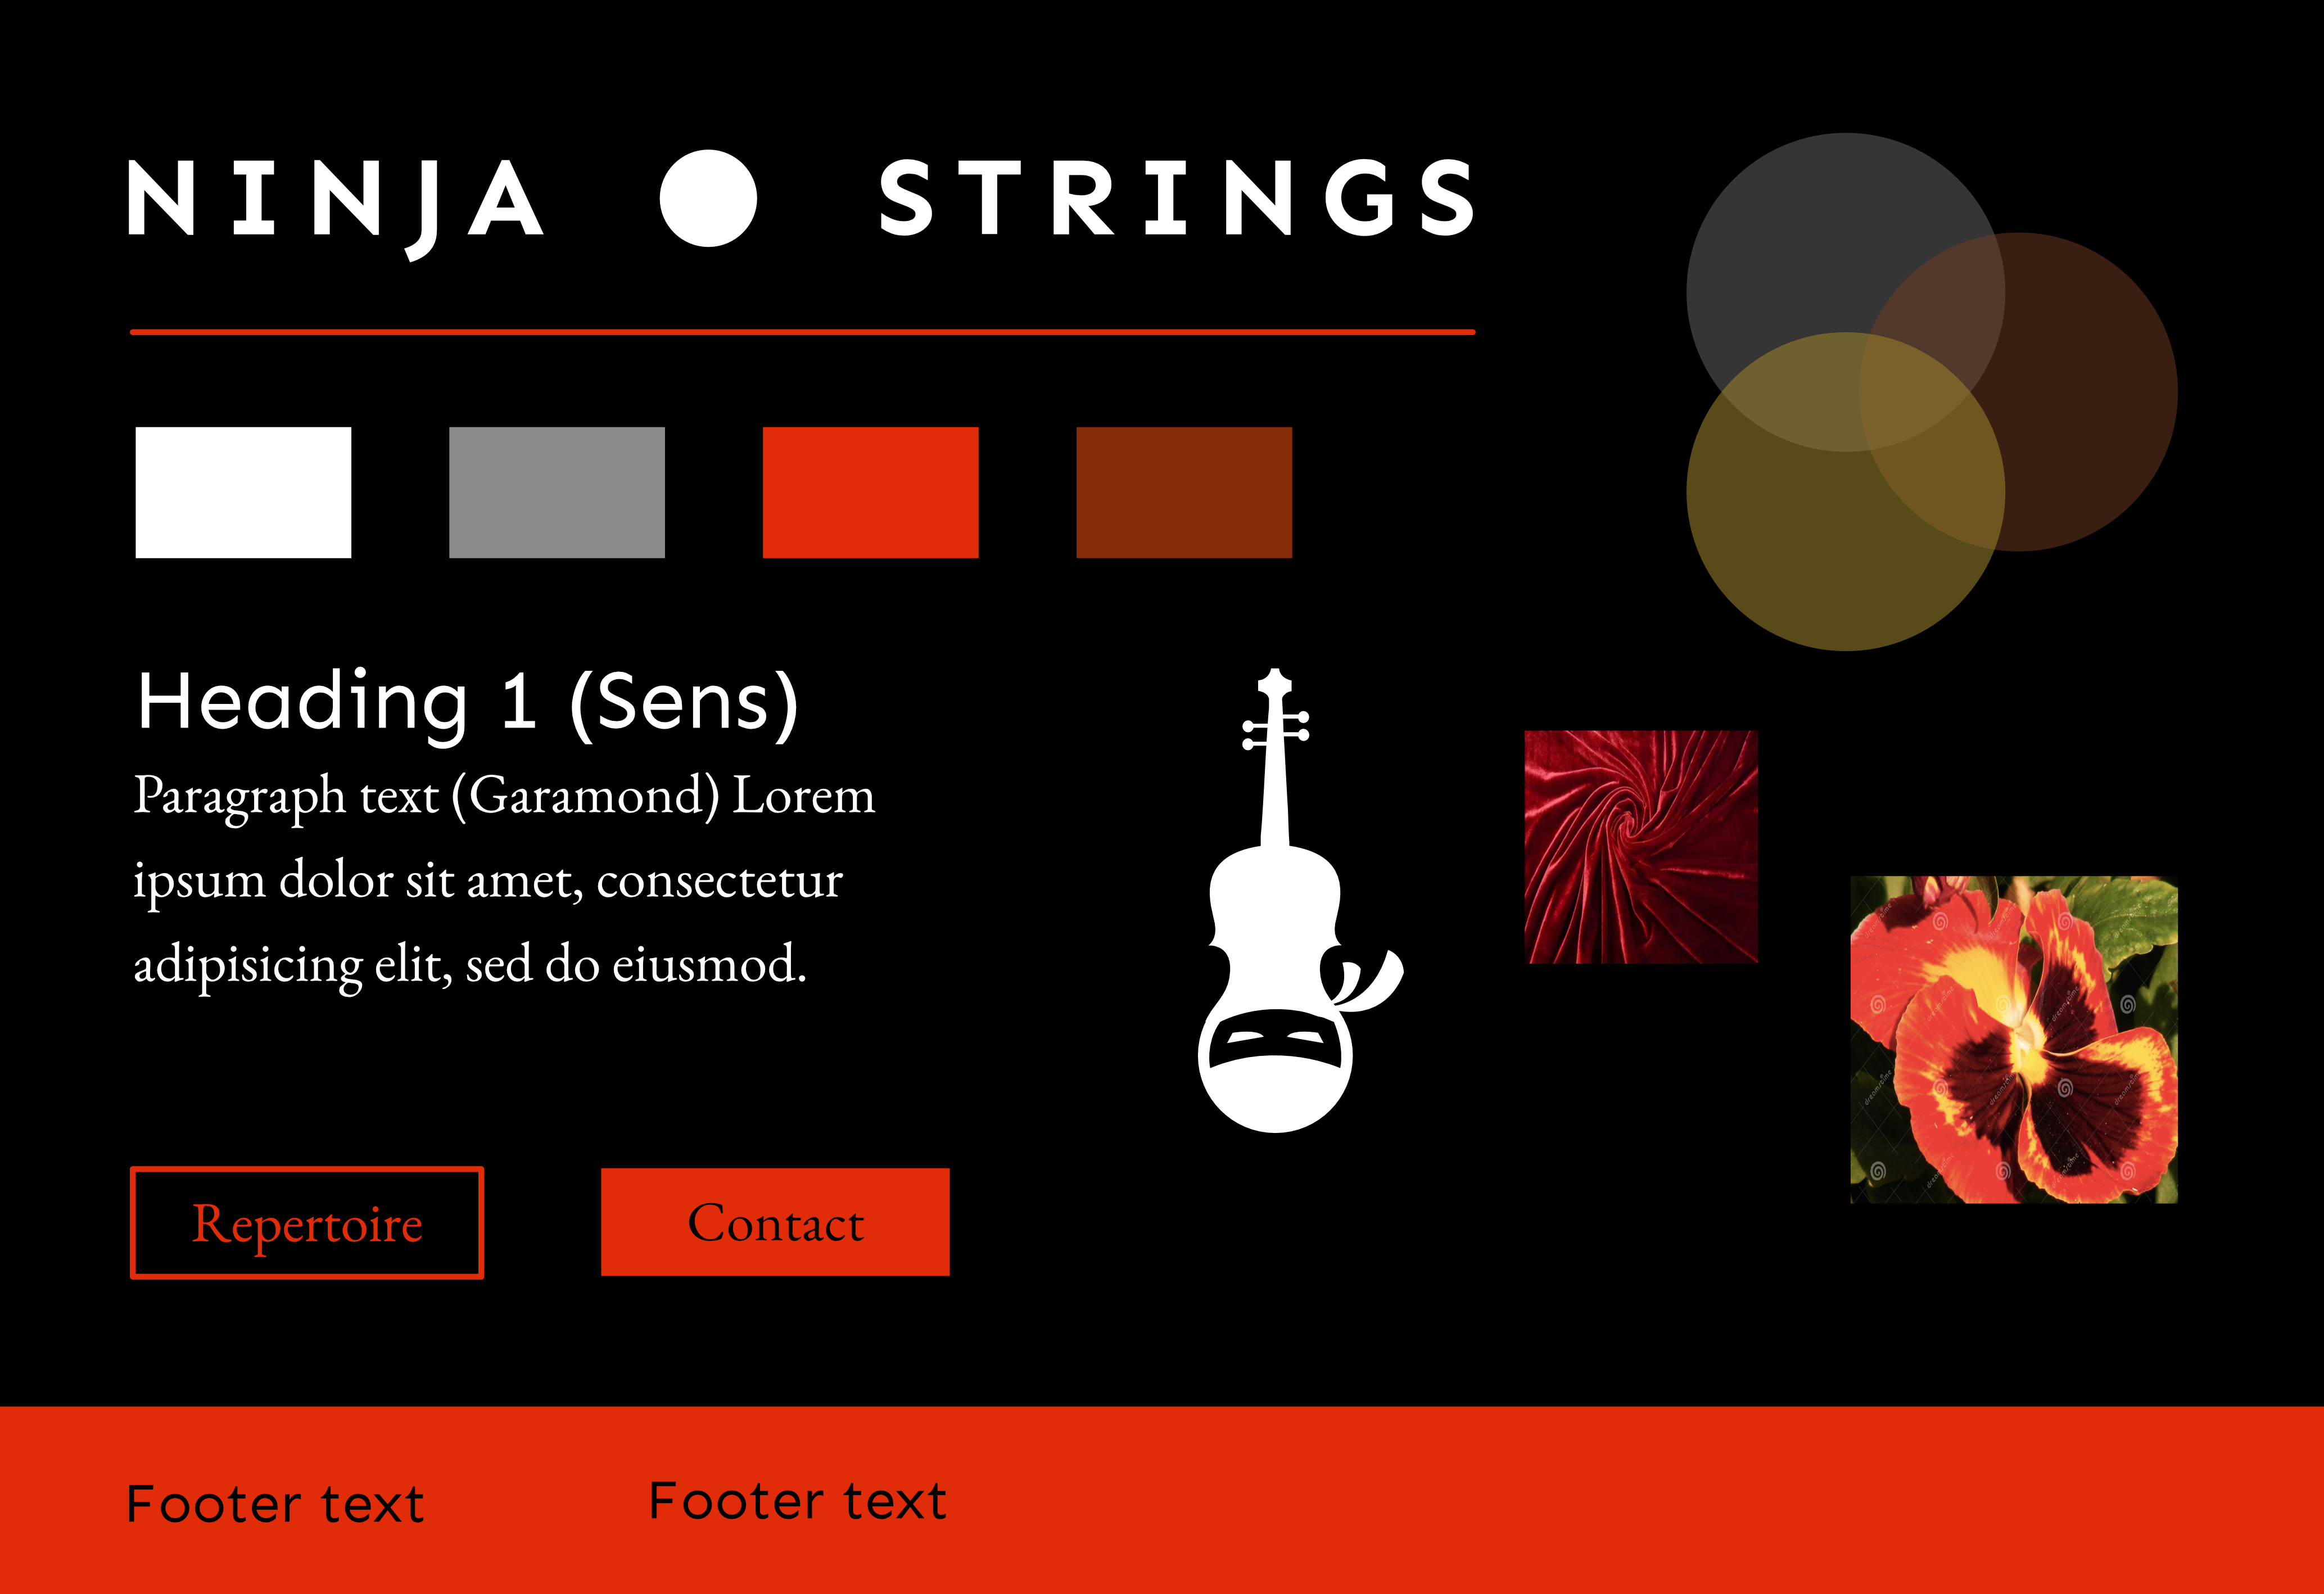 NINJA STRINGS
Heading 1 (Sens)
Paragraph text (Garamond) Lorem
ipsum dolor sit amet, consectetur
adipisicing elit, sed do eiusmod.
Repertoire
Contact
Footer text
Footer text